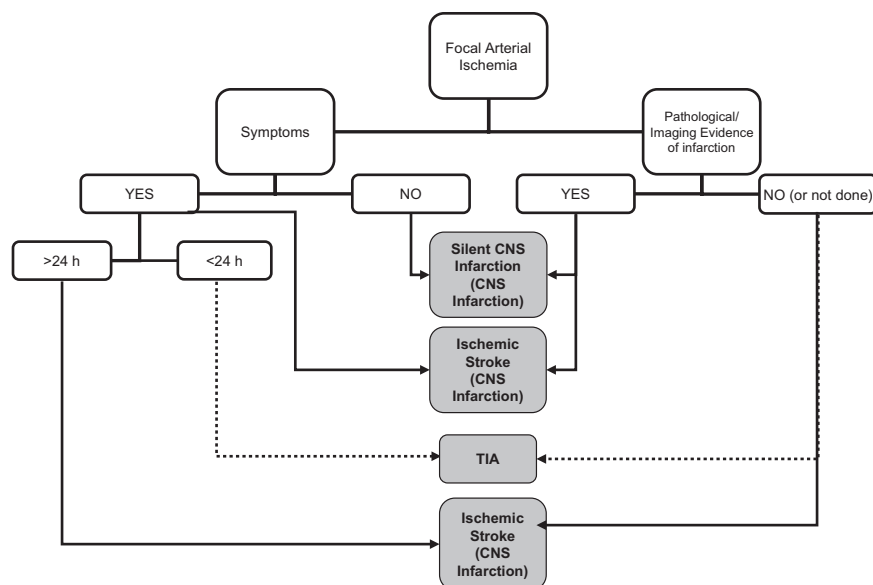 Focal Arterial
Ischemia
Symptoms
Pathological/
Imaging Evidence
of infarction
YES
NO
YES
NO (or not done)
>24 h
<24 h
Silent CNS
Infarction
(CNS
Infarction)
Ischemic
Stroke
(CNS
Infarction)
TIA
Ischemic
Stroke
(CNS
Infarction)